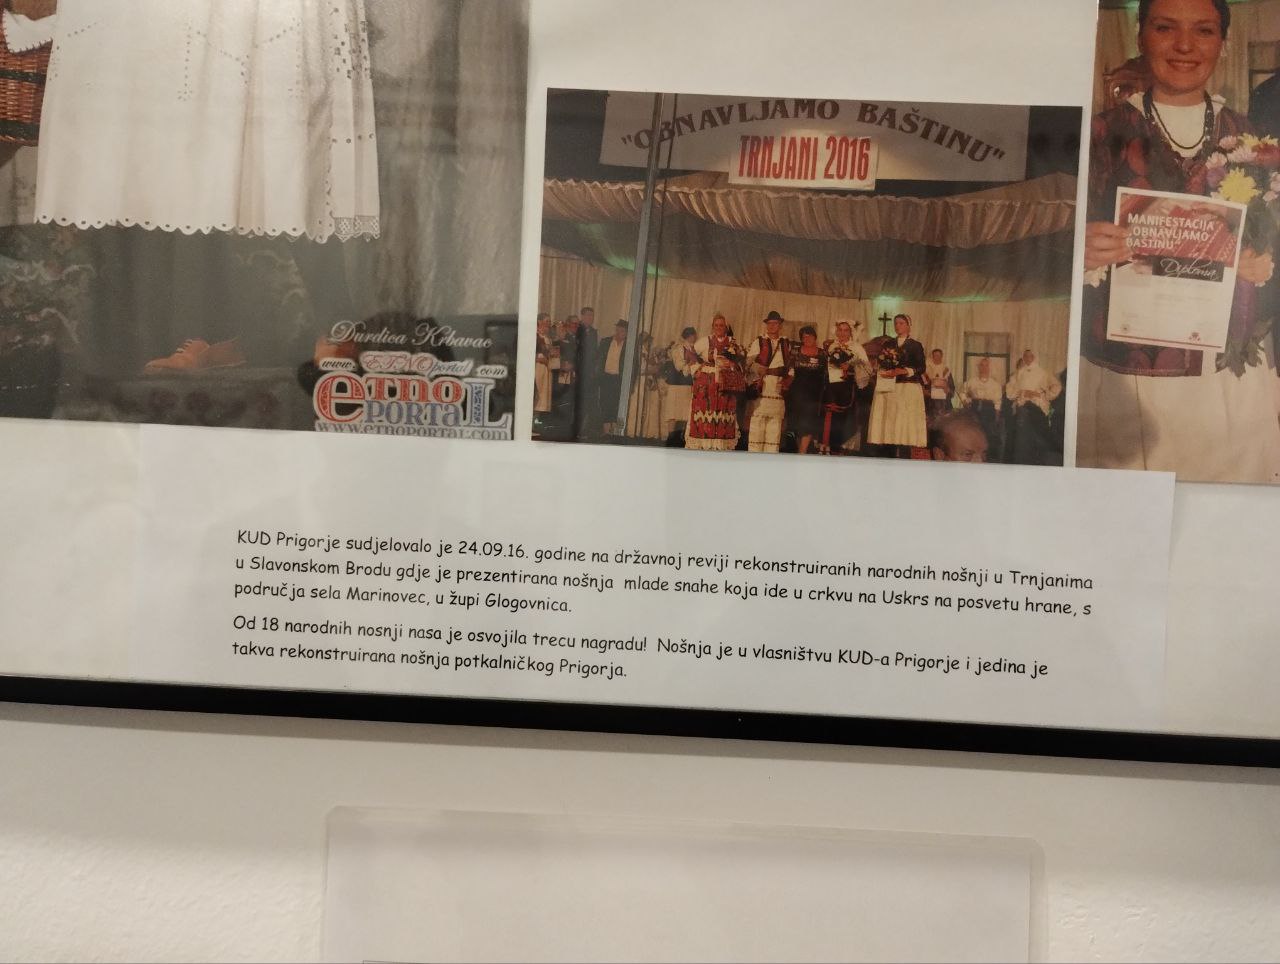 "OBNAVLJAMO BAŠTINU"
TRNJANI 2016
MANIFESTACIJA
"OBNAVLJAMO
BAŠTINU"
Diploma
Đurđica Krbavac
www.ETNOportal.com
etno
PORTAL
www.etnoportal.com
KUD Prigorje sudjelovalo je 24.09.16. godine na državnoj reviji rekonstruiranih narodnih nošnji u Trnjanima
u Slavonskom Brodu gdje je prezentirana nošnja mlade snahe koja ide u crkvu na Uskrs na posvetu hrane, s
područja sela Marinovec, u župi Glogovnica.
Od 18 narodnih nosnji nasa je osvojila trecu nagradu! Nošnja je u vlasništvu KUD-a Prigorje i jedina je
takva rekonstruirana nošnja potkalničkog Prigorja.